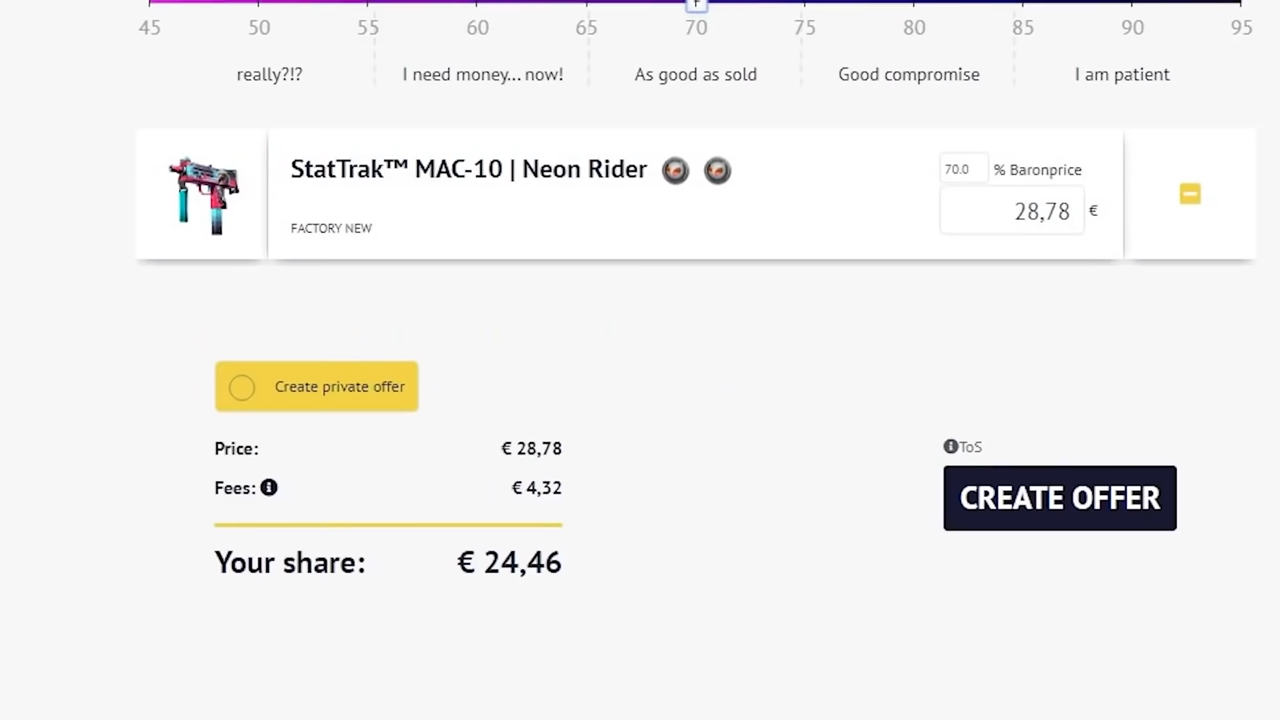 45 50 55 60 65 70 75 80 85 90 95
really?!? I need money... now! As good as sold Good compromise I am patient
StatTrak™ MAC-10 | Neon Rider
70.0 % Baronprice
28,78 €
FACTORY NEW
Create private offer
Price: € 28,78
ToS
Fees: € 4,32
CREATE OFFER
Your share: € 24,46